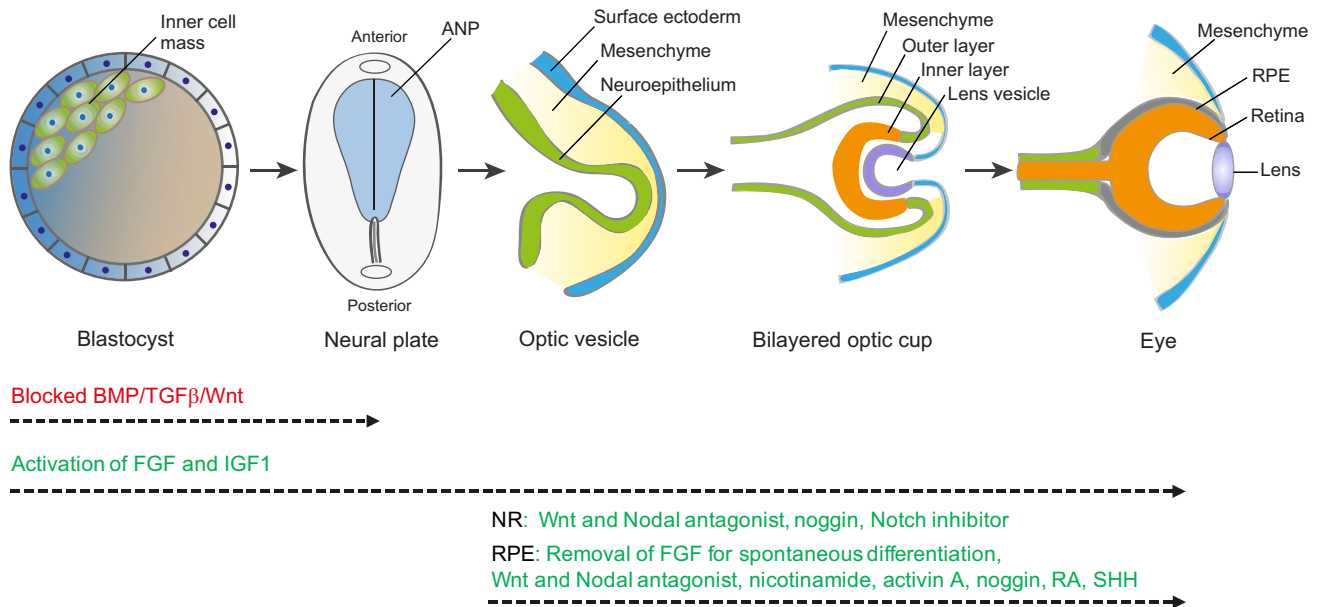 Inner cell
mass
Anterior
ANP
Posterior
Surface ectoderm
Mesenchyme
Neuroepithelium
Mesenchyme
Outer layer
Inner layer
Lens vesicle
Mesenchyme
RPE
Retina
Lens
Blastocyst
Neural plate
Optic vesicle
Bilayered optic cup
Eye
Blocked BMP/TGFβ/Wnt
Activation of FGF and IGF1
NR: Wnt and Nodal antagonist, noggin, Notch inhibitor
RPE: Removal of FGF for spontaneous differentiation,
Wnt and Nodal antagonist, nicotinamide, activin A, noggin, RA, SHH